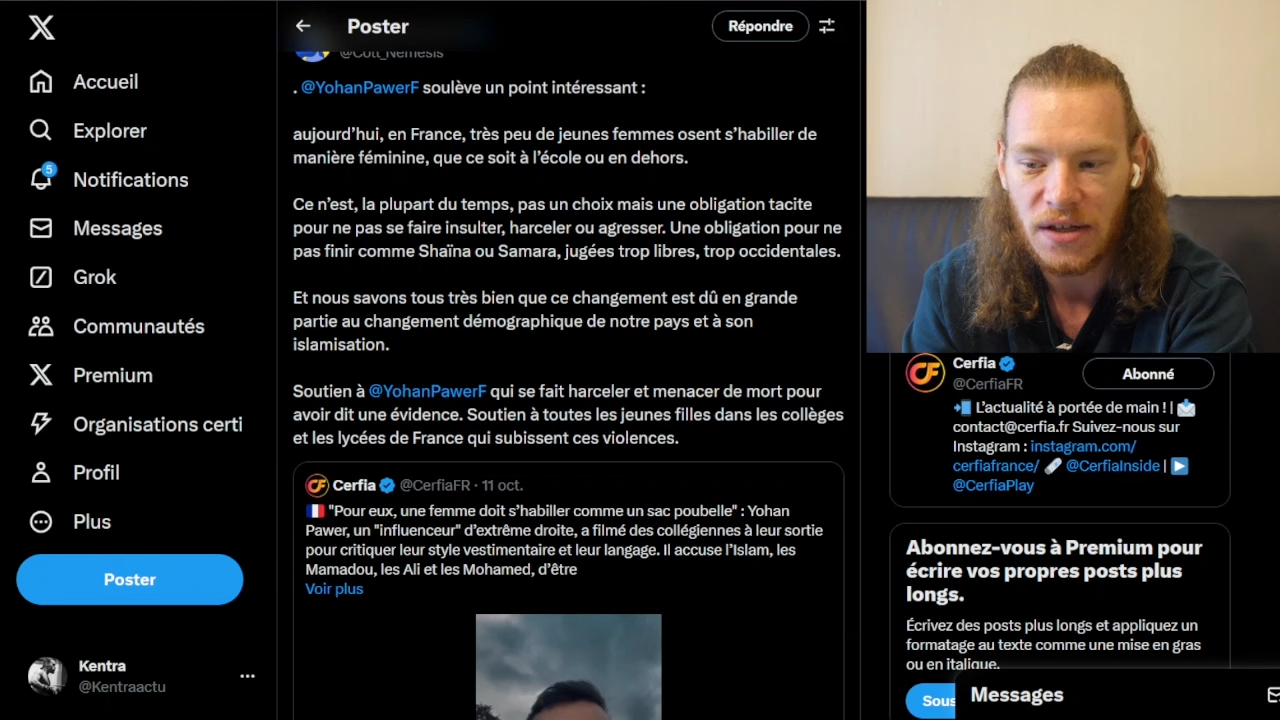 Accueil
Explorer
5
Notifications
Messages
Grok
Communautés
Premium
Organisations certi
Profil
Plus
Poster
Kentra
@Kentraactu
Poster
Répondre
@Coll_Nemesis
. @YohanPawerF soulève un point intéressant :
aujourd'hui, en France, très peu de jeunes femmes osent s'habiller de
manière féminine, que ce soit à l'école ou en dehors.
Ce n'est, la plupart du temps, pas un choix mais une obligation tacite
pour ne pas se faire insulter, harceler ou agresser. Une obligation pour ne
pas finir comme Shaïna ou Samara, jugées trop libres, trop occidentales.
Et nous savons tous très bien que ce changement est dû en grande
partie au changement démographique de notre pays et à son
islamisation.
Soutien à @YohanPawerF qui se fait harceler et menacer de mort pour
avoir dit une évidence. Soutien à toutes les jeunes filles dans les collèges
et les lycées de France qui subissent ces violences.
Cerfia @CerfiaFR · 11 oct.
"Pour eux, une femme doit s'habiller comme un sac poubelle" : Yohan
Pawer, un "influenceur" d'extrême droite, a filmé des collégiennes à leur sortie
pour critiquer leur style vestimentaire et leur langage. Il accuse l'Islam, les
Mamadou, les Ali et les Mohamed, d'être
Voir plus
Cerfia
@CerfiaFR
Abonné
L'actualité à portée de main ! |
contact@cerfia.fr Suivez-nous sur
Instagram : instagram.com/
cerfiafrance/ @CerfiaInside |
@CerfiaPlay
Abonnez-vous à Premium pour
écrire vos propres posts plus
longs.
Écrivez des posts plus longs et appliquez un
formatage au texte comme une mise en gras
ou en italique.
Sous
Messages